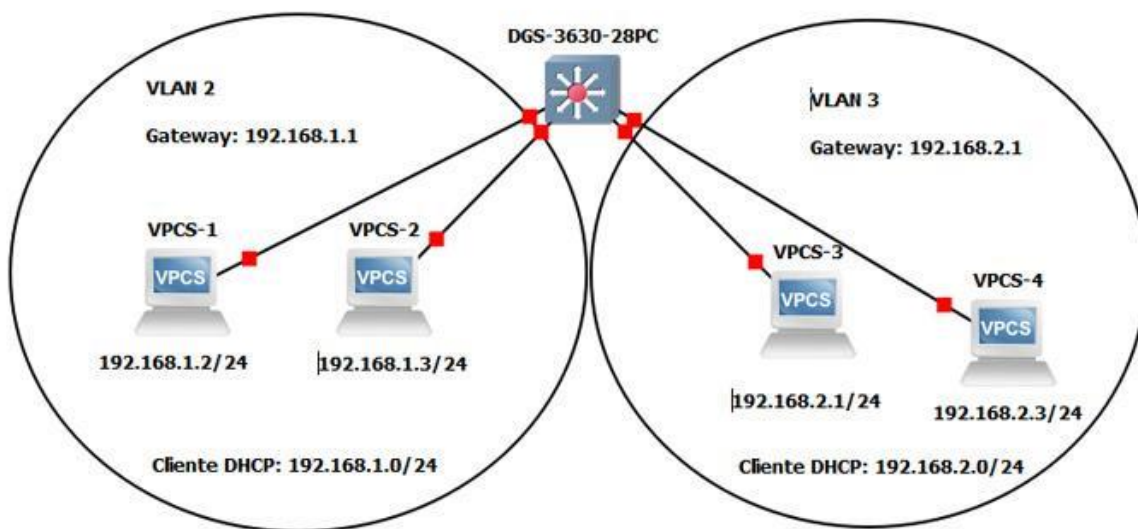 DGS-3630-28PC
VLAN 2
Gateway: 192.168.1.1
VLAN 3
Gateway: 192.168.2.1
VPCS-1
VPCS
192.168.1.2/24
VPCS-2
VPCS
192.168.1.3/24
VPCS-3
VPCS
192.168.2.1/24
VPCS-4
VPCS
192.168.2.3/24
Cliente DHCP: 192.168.1.0/24
Cliente DHCP: 192.168.2.0/24